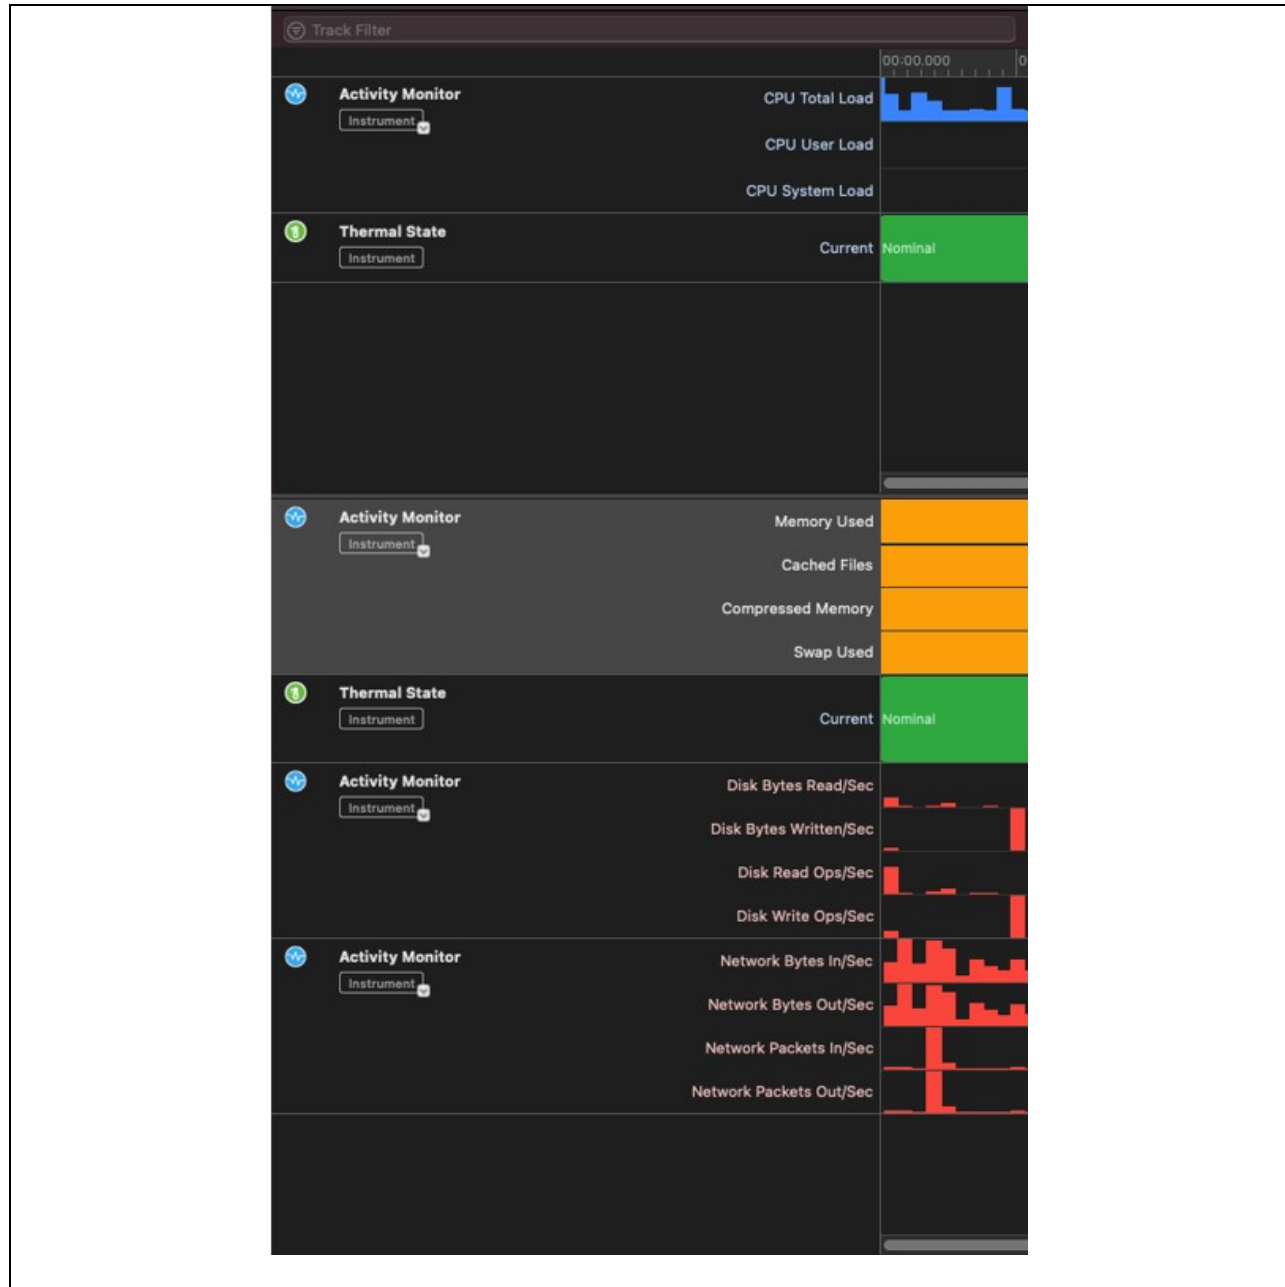 Track Filter
00:00.000
Activity Monitor
Instrument
CPU Total Load
CPU User Load
CPU System Load
Thermal State
Instrument
Current
Nominal
Activity Monitor
Instrument
Memory Used
Cached Files
Compressed Memory
Swap Used
Thermal State
Instrument
Current
Nominal
Activity Monitor
Instrument
Disk Bytes Read/Sec
Disk Bytes Written/Sec
Disk Read Ops/Sec
Disk Write Ops/Sec
Activity Monitor
Instrument
Network Bytes In/Sec
Network Bytes Out/Sec
Network Packets In/Sec
Network Packets Out/Sec